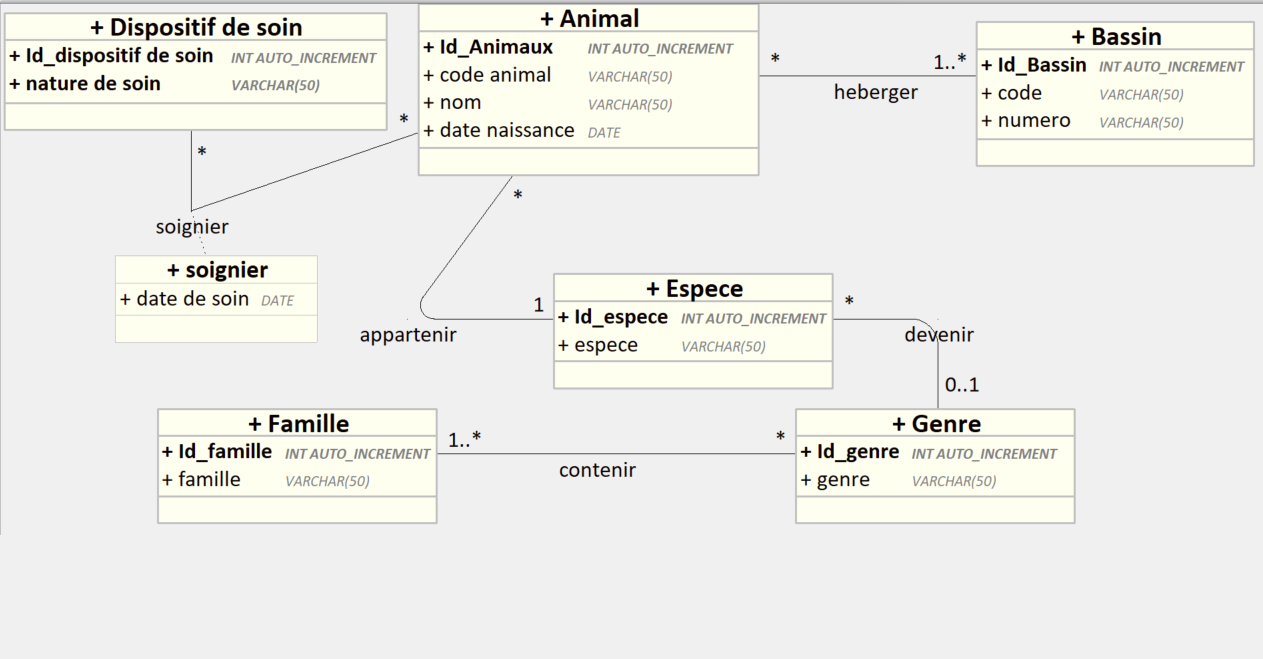 + Dispositif de soin
+ Id_dispositif de soin INT AUTO_INCREMENT
+ nature de soin VARCHAR(50)
+ Animal
+ Id_Animaux INT AUTO_INCREMENT
+ code animal VARCHAR(50)
+ nom VARCHAR(50)
+ date naissance DATE
+ Bassin
+ Id_Bassin INT AUTO_INCREMENT
+ code VARCHAR(50)
+ numero VARCHAR(50)
* 1..*
heberger
*
*
soignier
+ soignier
+ date de soin DATE
*
1
appartenir
+ Espece
+ Id_espece INT AUTO_INCREMENT
+ espece VARCHAR(50)
*
devenir
0..1
+ Famille
+ Id_famille INT AUTO_INCREMENT
+ famille VARCHAR(50)
1..* *
contenir
+ Genre
+ Id_genre INT AUTO_INCREMENT
+ genre VARCHAR(50)